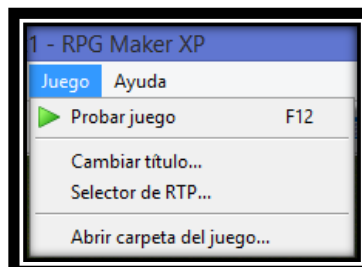 1 - RPG Maker XP
Juego Ayuda
Probar juego F12
Cambiar título...
Selector de RTP...
Abrir carpeta del juego...